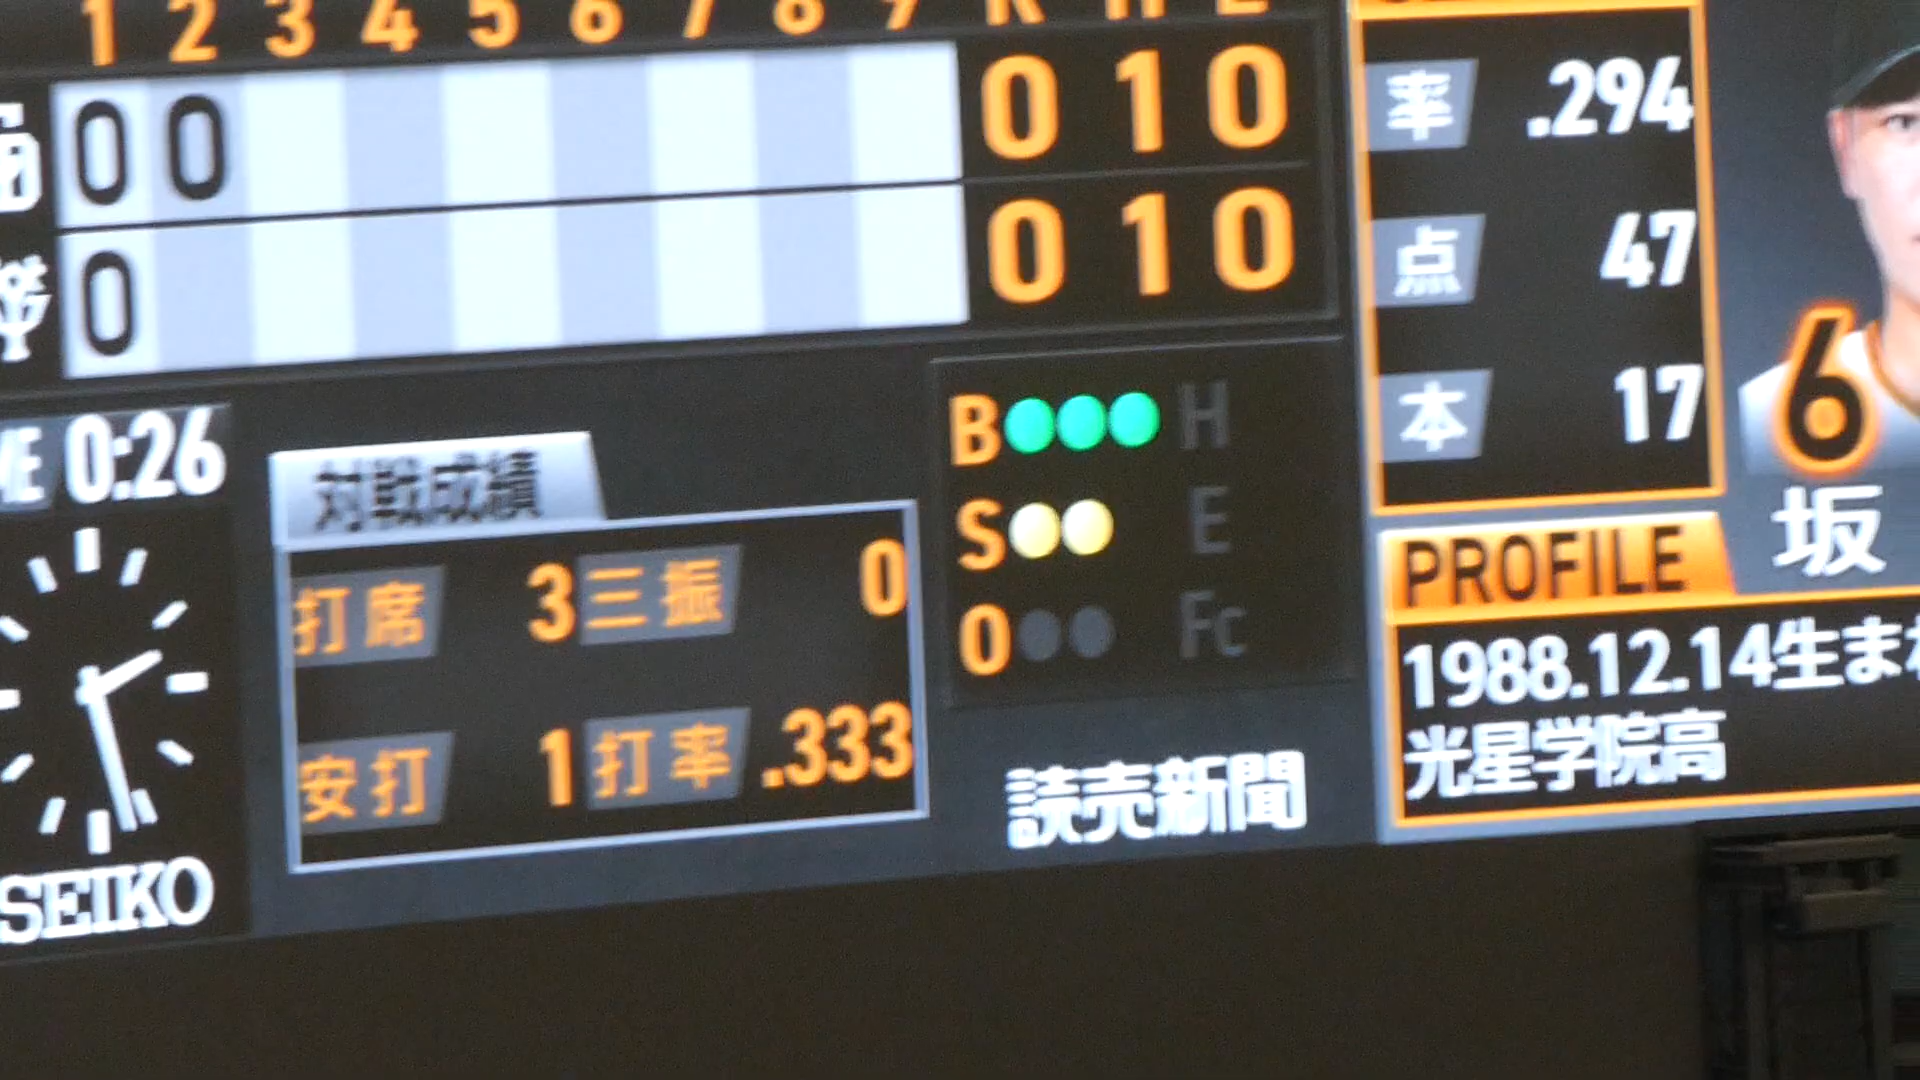 1 2 3 4 5 6 7 8 9 R H E
0 0 0 1 0
0 0 1 0
0:26
対戦成績
打席 3 三振 0
安打 1 打率 .333
SEIKO
B H
S E
O Fc
読売新聞
率 .294
点 47
本 17
6
坂
PROFILE
1988.12.14生まれ
光星学院高